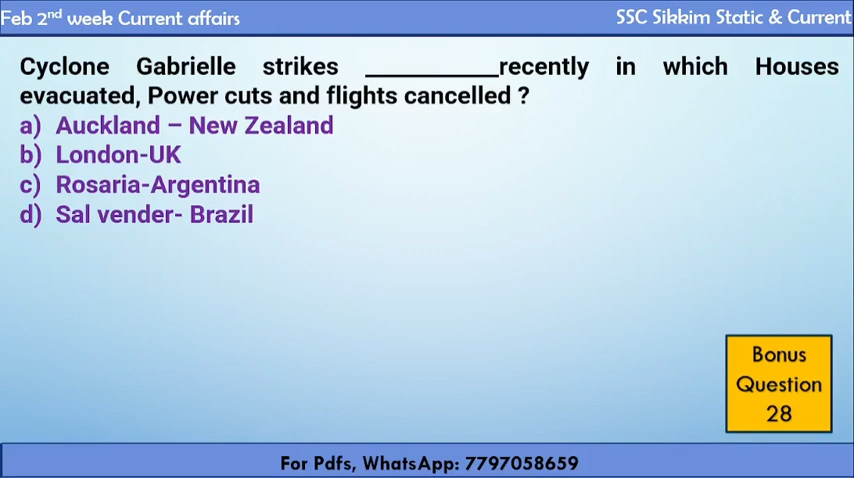 Feb 2nd week Current affairs
SSC Sikkim Static & Current
Cyclone Gabrielle strikes ___________recently in which Houses
evacuated, Power cuts and flights cancelled ?
a) Auckland – New Zealand
b) London-UK
c) Rosaria-Argentina
d) Sal vender- Brazil
Bonus
Question
28
For Pdfs, WhatsApp: 7797058659